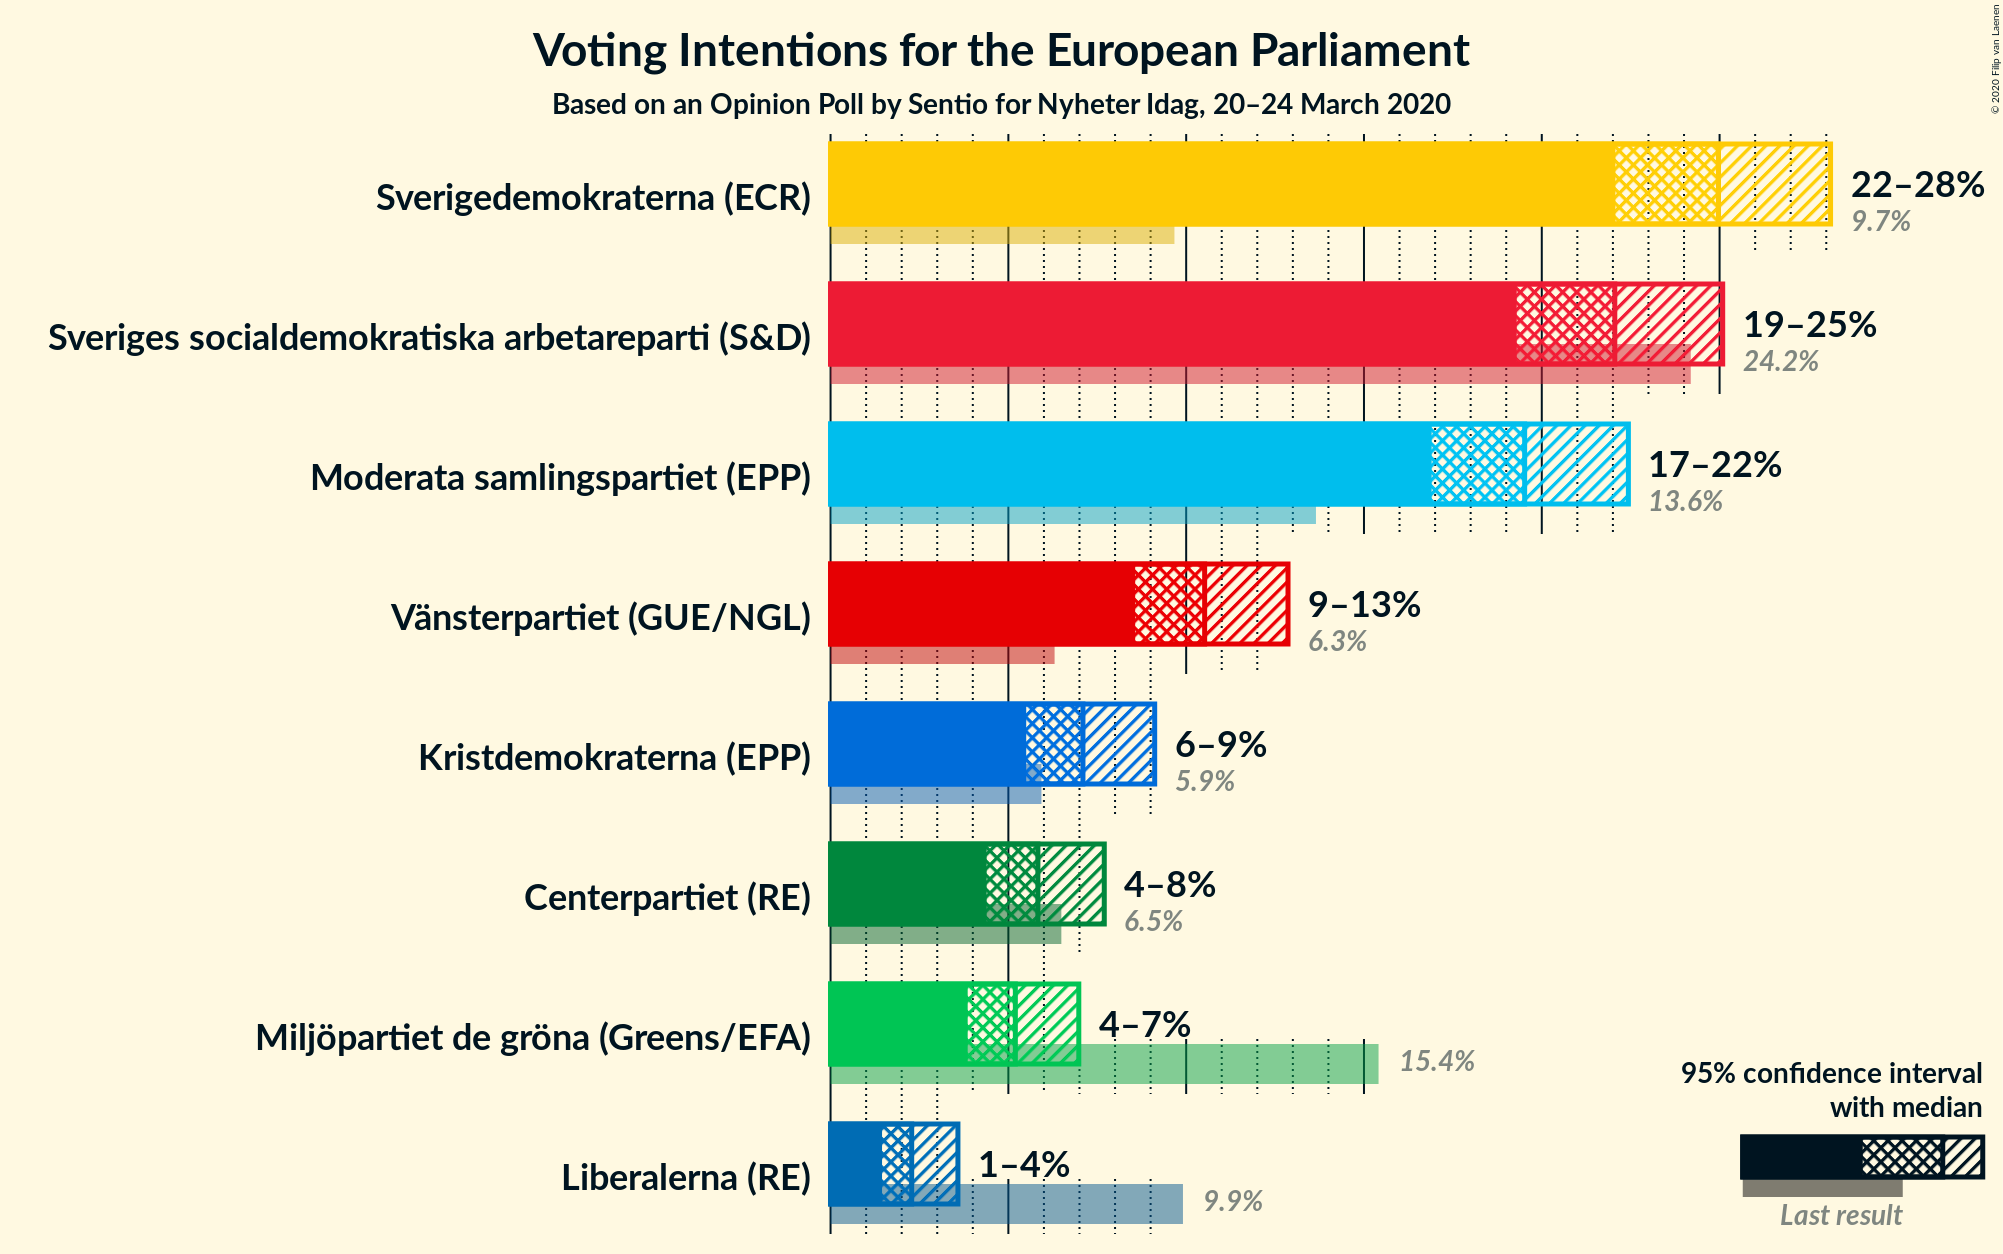 Voting Intentions for the European Parliament
Based on an Opinion Poll by Sentio for Nyheter Idag, 20–24 March 2020
© 2020 Filip van Laenen
Sverigedemokraterna (ECR)
22–28%
9.7%
Sveriges socialdemokratiska arbetareparti (S&D)
19–25%
24.2%
Moderata samlingspartiet (EPP)
17–22%
13.6%
Vänsterpartiet (GUE/NGL)
9–13%
6.3%
Kristdemokraterna (EPP)
6–9%
5.9%
Centerpartiet (RE)
4–8%
6.5%
Miljöpartiet de gröna (Greens/EFA)
4–7%
15.4%
Liberalerna (RE)
1–4%
9.9%
95% confidence interval
with median
Last result